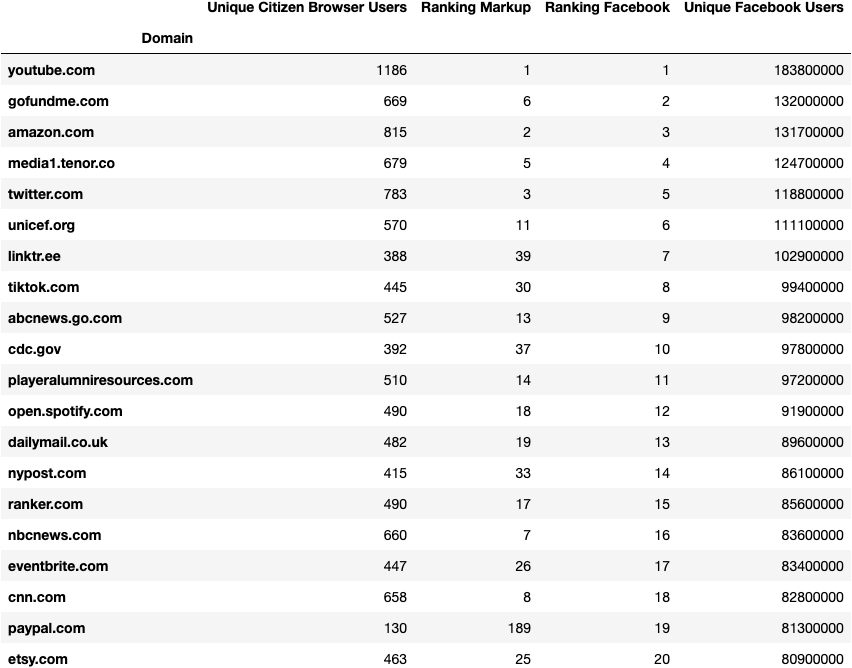 Unique Citizen Browser Users Ranking Markup Ranking Facebook Unique Facebook Users
Domain
youtube.com 1186 1 1 183800000
gofundme.com 669 6 2 132000000
amazon.com 815 2 3 131700000
media1.tenor.co 679 5 4 124700000
twitter.com 783 3 5 118800000
unicef.org 570 11 6 111100000
linktr.ee 388 39 7 102900000
tiktok.com 445 30 8 99400000
abcnews.go.com 527 13 9 98200000
cdc.gov 392 37 10 97800000
playeralumniresources.com 510 14 11 97200000
open.spotify.com 490 18 12 91900000
dailymail.co.uk 482 19 13 89600000
nypost.com 415 33 14 86100000
ranker.com 490 17 15 85600000
nbcnews.com 660 7 16 83600000
eventbrite.com 447 26 17 83400000
cnn.com 658 8 18 82800000
paypal.com 130 189 19 81300000
etsy.com 463 25 20 80900000